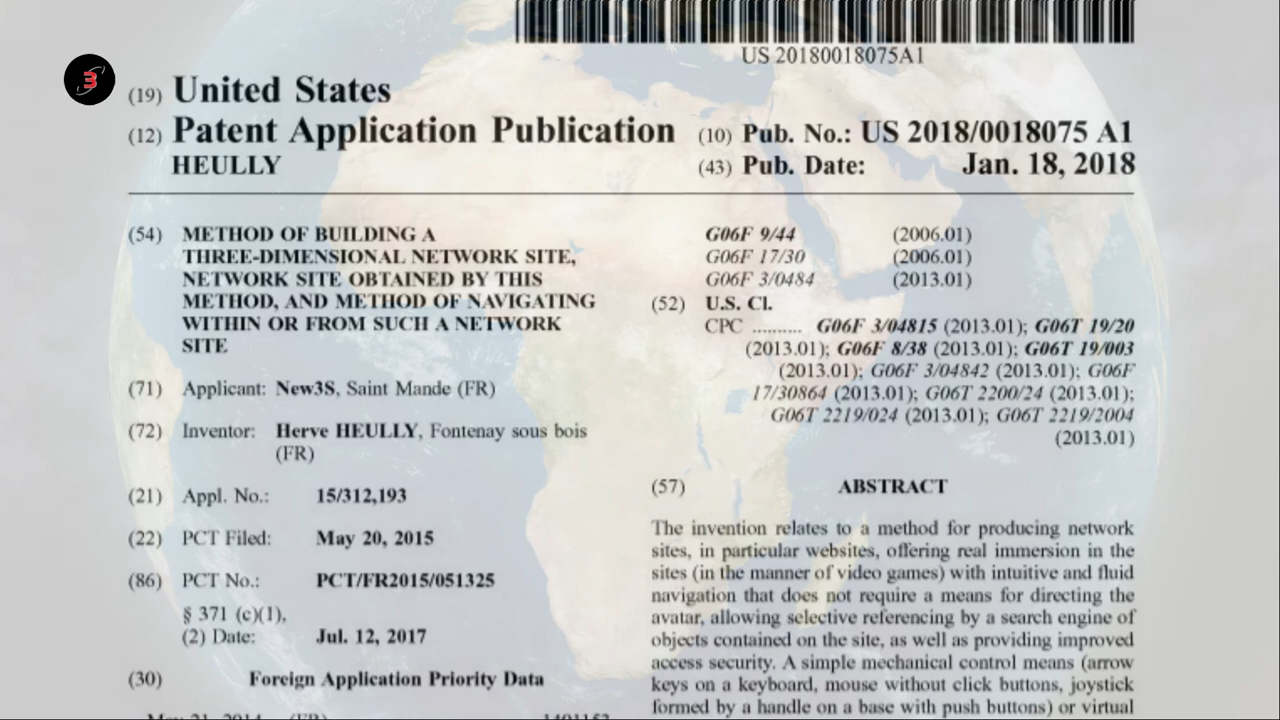 3
US 20180018075A1
(19) United States
(12) Patent Application Publication
HEULLY
(10) Pub. No.: US 2018/0018075 A1
(43) Pub. Date: Jan. 18, 2018
(54) METHOD OF BUILDING A
THREE-DIMENSIONAL NETWORK SITE,
NETWORK SITE OBTAINED BY THIS
METHOD, AND METHOD OF NAVIGATING
WITHIN OR FROM SUCH A NETWORK
SITE
(71) Applicant: New3S, Saint Mande (FR)
(72) Inventor: Herve HEULLY, Fontenay sous bois
(FR)
(21) Appl. No.: 15/312,193
(22) PCT Filed: May 20, 2015
(86) PCT No.: PCT/FR2015/051325
§ 371 (c)(1),
(2) Date: Jul. 12, 2017
(30) Foreign Application Priority Data
May 21, 2014 (FR)
G06F 9/44 (2006.01)
G06F 17/30 (2006.01)
G06F 3/0484 (2013.01)
(52) U.S. Cl.
CPC .......... G06F 3/04815 (2013.01); G06T 19/20
(2013.01); G06F 8/38 (2013.01); G06T 19/003
(2013.01); G06F 3/04842 (2013.01); G06F
17/30864 (2013.01); G06T 2200/24 (2013.01);
G06T 2219/024 (2013.01); G06T 2219/2004
(2013.01)
(57) ABSTRACT
The invention relates to a method for producing network
sites, in particular websites, offering real immersion in the
sites (in the manner of video games) with intuitive and fluid
navigation that does not require a means for directing the
avatar, allowing selective referencing by a search engine of
objects contained on the site, as well as providing improved
access security. A simple mechanical control means (arrow
keys on a keyboard, mouse without click buttons, joystick
formed by a handle on a base with push buttons) or virtual